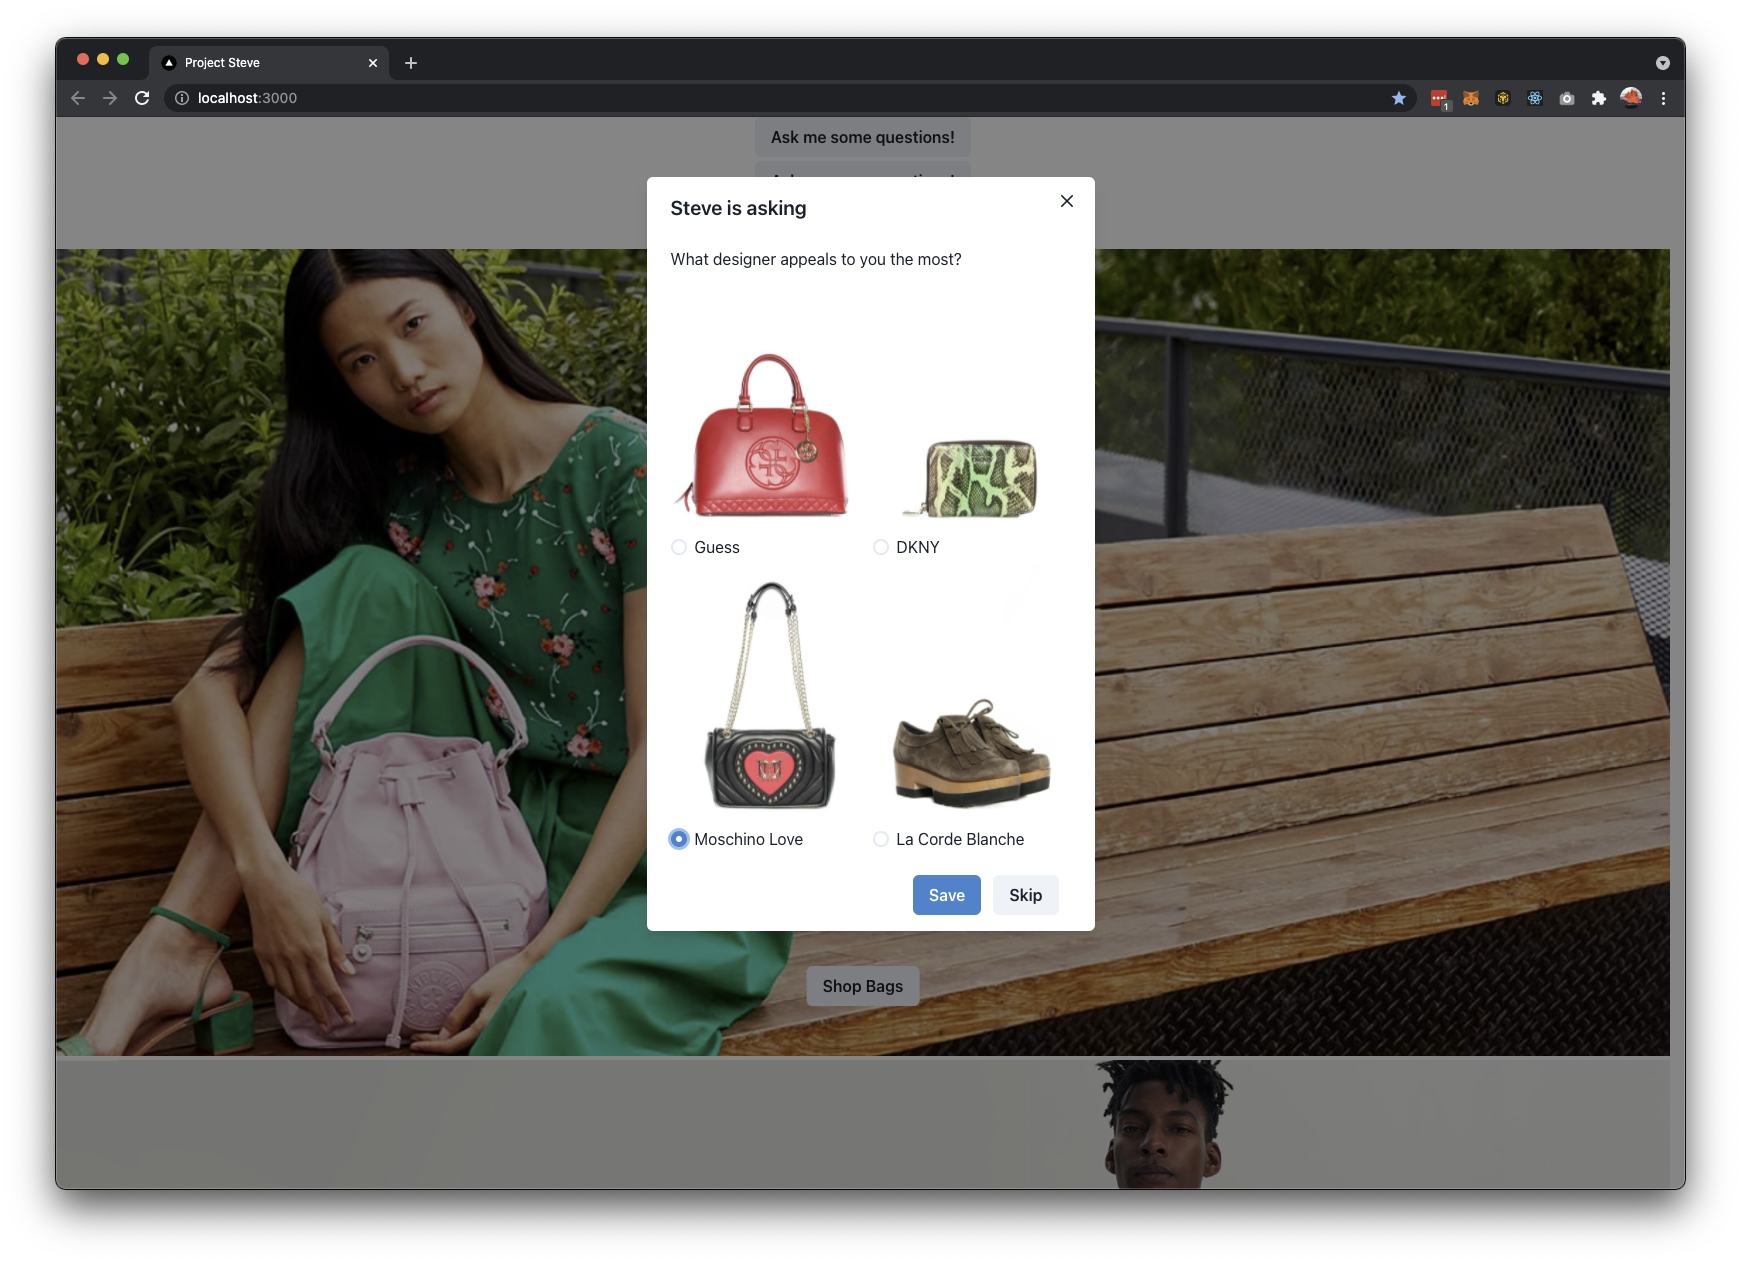 Project Steve
localhost:3000
1
Ask me some questions!
Steve is asking
What designer appeals to you the most?
Guess
DKNY
Moschino Love
La Corde Blanche
Save
Skip
Shop Bags